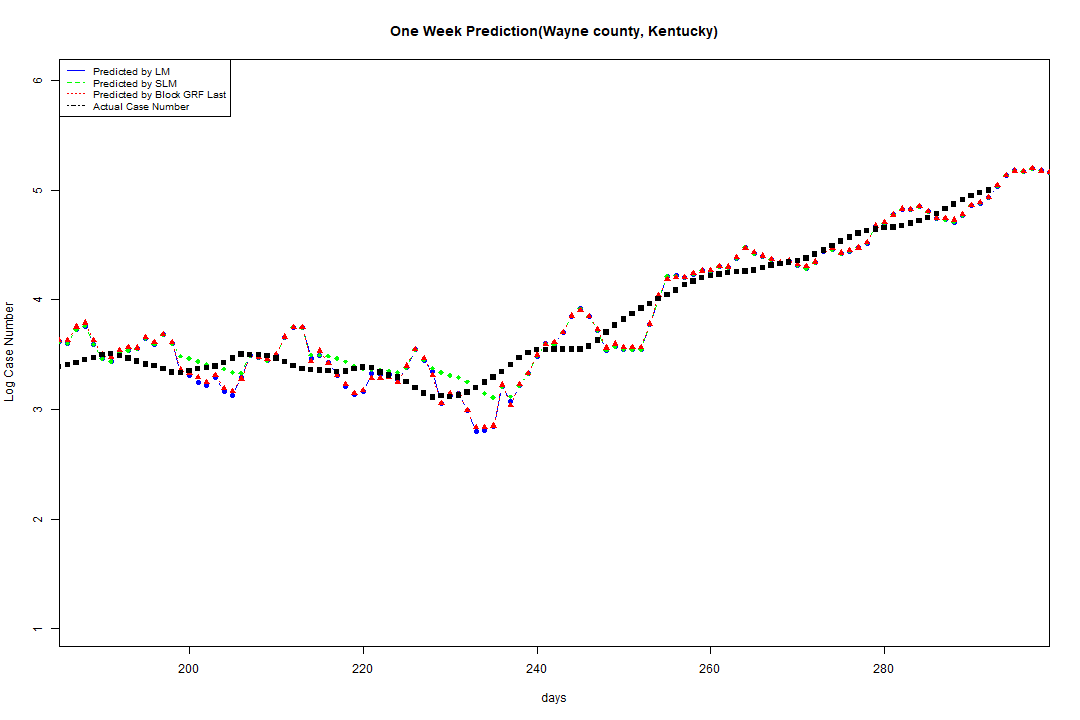 One Week Prediction(Wayne county, Kentucky)
Predicted by LM
Predicted by SLM
Predicted by Block GRF Last
Actual Case Number
6
5
4
3
2
1
Log Case Number
200 220 240 260 280
days